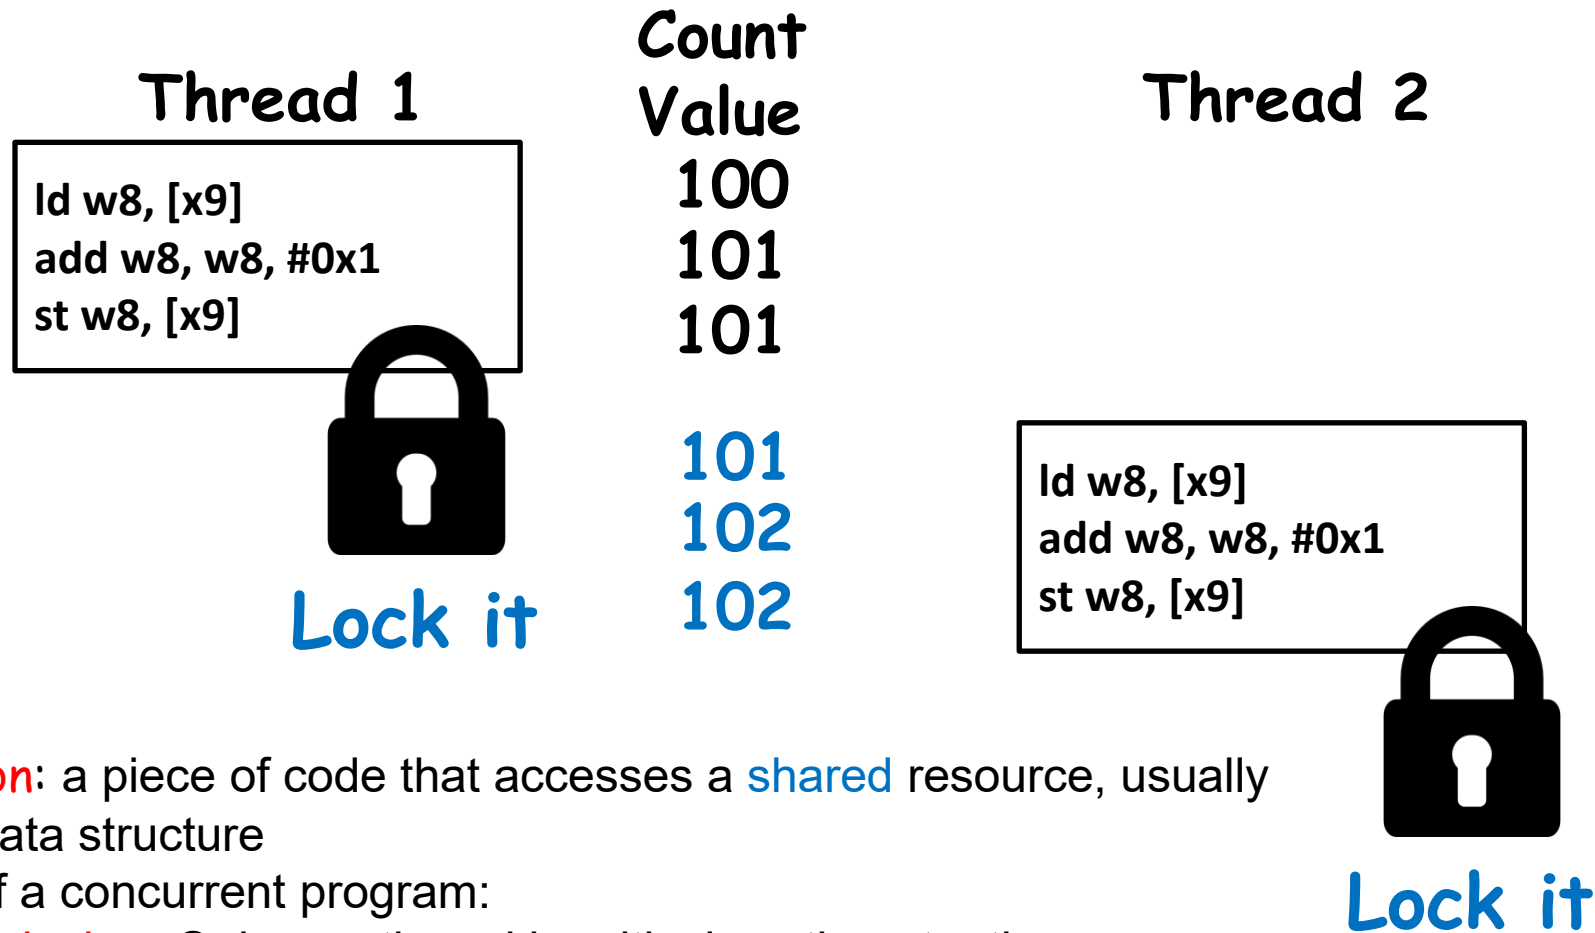 Thread 1
Count
Value
Thread 2
ld w8, [x9]
add w8, w8, #0x1
st w8, [x9]
100
101
101
101
102
102
Lock it
ld w8, [x9]
add w8, w8, #0x1
st w8, [x9]
Lock it
on: a piece of code that accesses a shared resource, usually
ata structure
f a concurrent program: